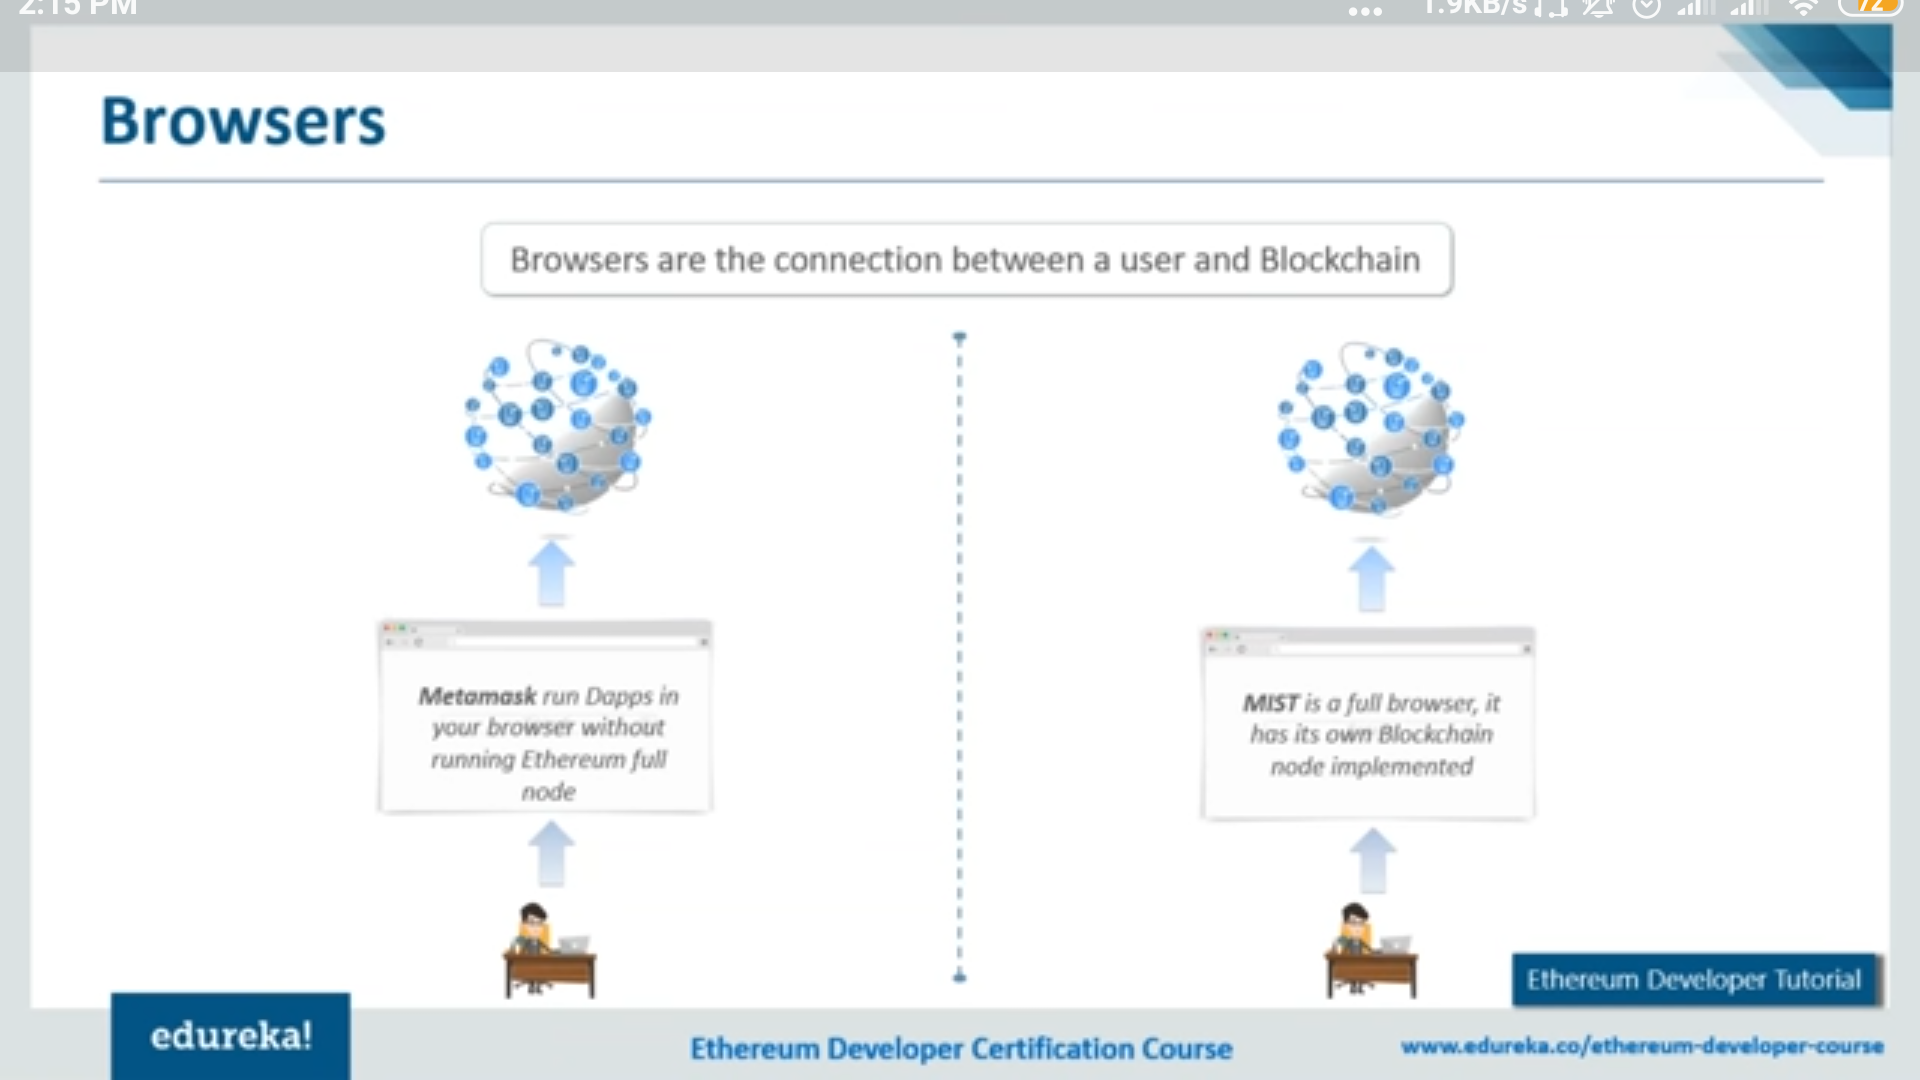 2:15 PM
1.9KB/s
72
Browsers
Browsers are the connection between a user and Blockchain
Metamask run Dapps in
your browser without
running Ethereum full
node
MIST is a full browser, it
has its own Blockchain
node implemented
Ethereum Developer Tutorial
edureka!
Ethereum Developer Certification Course
www.edureka.co/ethereum-developer-course